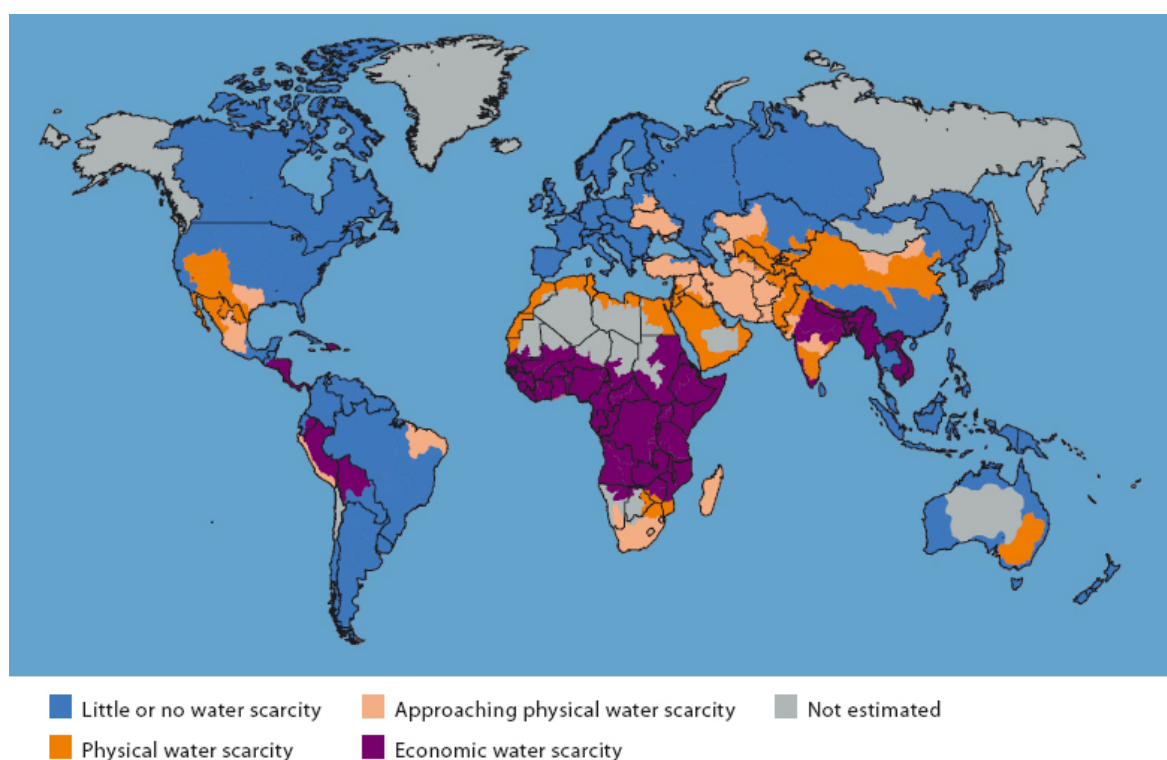 Little or no water scarcity
Approaching physical water scarcity
Not estimated
Physical water scarcity
Economic water scarcity